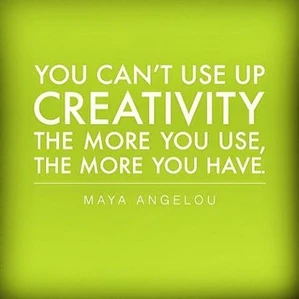 YOU CAN'T USE UP
CREATIVITY
THE MORE YOU USE,
THE MORE YOU HAVE.
MAYA ANGELOU